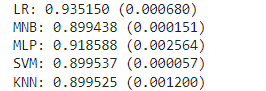 LR: 0.935150 (0.000680)
MNB: 0.899438 (0.000151)
MLP: 0.918588 (0.002564)
SVM: 0.899537 (0.000057)
KNN: 0.899525 (0.001200)